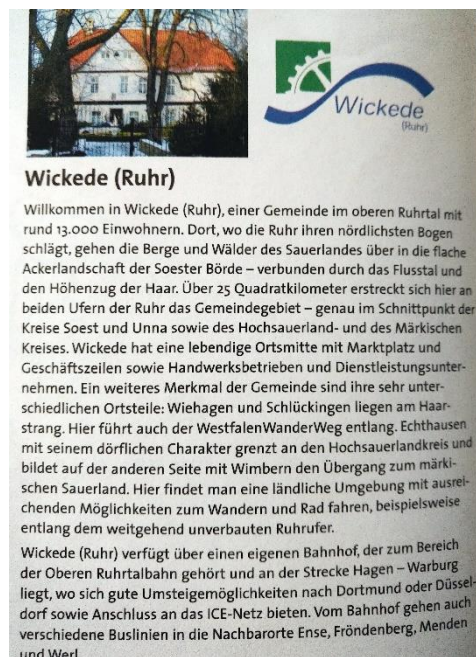 Wickede
(Ruhr)
Wickede (Ruhr)
Willkommen in Wickede (Ruhr), einer Gemeinde im oberen Ruhrtal mit
rund 13.000 Einwohnern. Dort, wo die Ruhr ihren nördlichsten Bogen
schlägt, gehen die Berge und Wälder des Sauerlandes über in die flache
Ackerlandschaft der Soester Börde – verbunden durch das Flusstal und
den Höhenzug der Haar. Über 25 Quadratkilometer erstreckt sich hier an
beiden Ufern der Ruhr das Gemeindegebiet – genau im Schnittpunkt der
Kreise Soest und Unna sowie des Hochsauerland- und des Märkischen
Kreises. Wickede hat eine lebendige Ortsmitte mit Marktplatz und
Geschäftszeilen sowie Handwerksbetrieben und Dienstleistungsunter-
nehmen. Ein weiteres Merkmal der Gemeinde sind ihre sehr unter-
schiedlichen Ortsteile: Wiehagen und Schlückingen liegen am Haar-
strang. Hier führt auch der WestfalenWanderWeg entlang. Echthausen
mit seinem dörflichen Charakter grenzt an den Hochsauerlandkreis und
bildet auf der anderen Seite mit Wimbern den Übergang zum märki-
schen Sauerland. Hier findet man eine ländliche Umgebung mit ausrei-
chenden Möglichkeiten zum Wandern und Rad fahren, beispielsweise
entlang dem weitgehend unverbauten Ruhrufer.
Wickede (Ruhr) verfügt über einen eigenen Bahnhof, der zum Bereich
der Oberen Ruhrtalbahn gehört und an der Strecke Hagen – Warburg
liegt, wo sich gute Umsteigemöglichkeiten nach Dortmund oder Düssel-
dorf sowie Anschluss an das ICE-Netz bieten. Vom Bahnhof gehen auch
verschiedene Buslinien in die Nachbarorte Ense, Fröndenberg, Menden
und Werl.